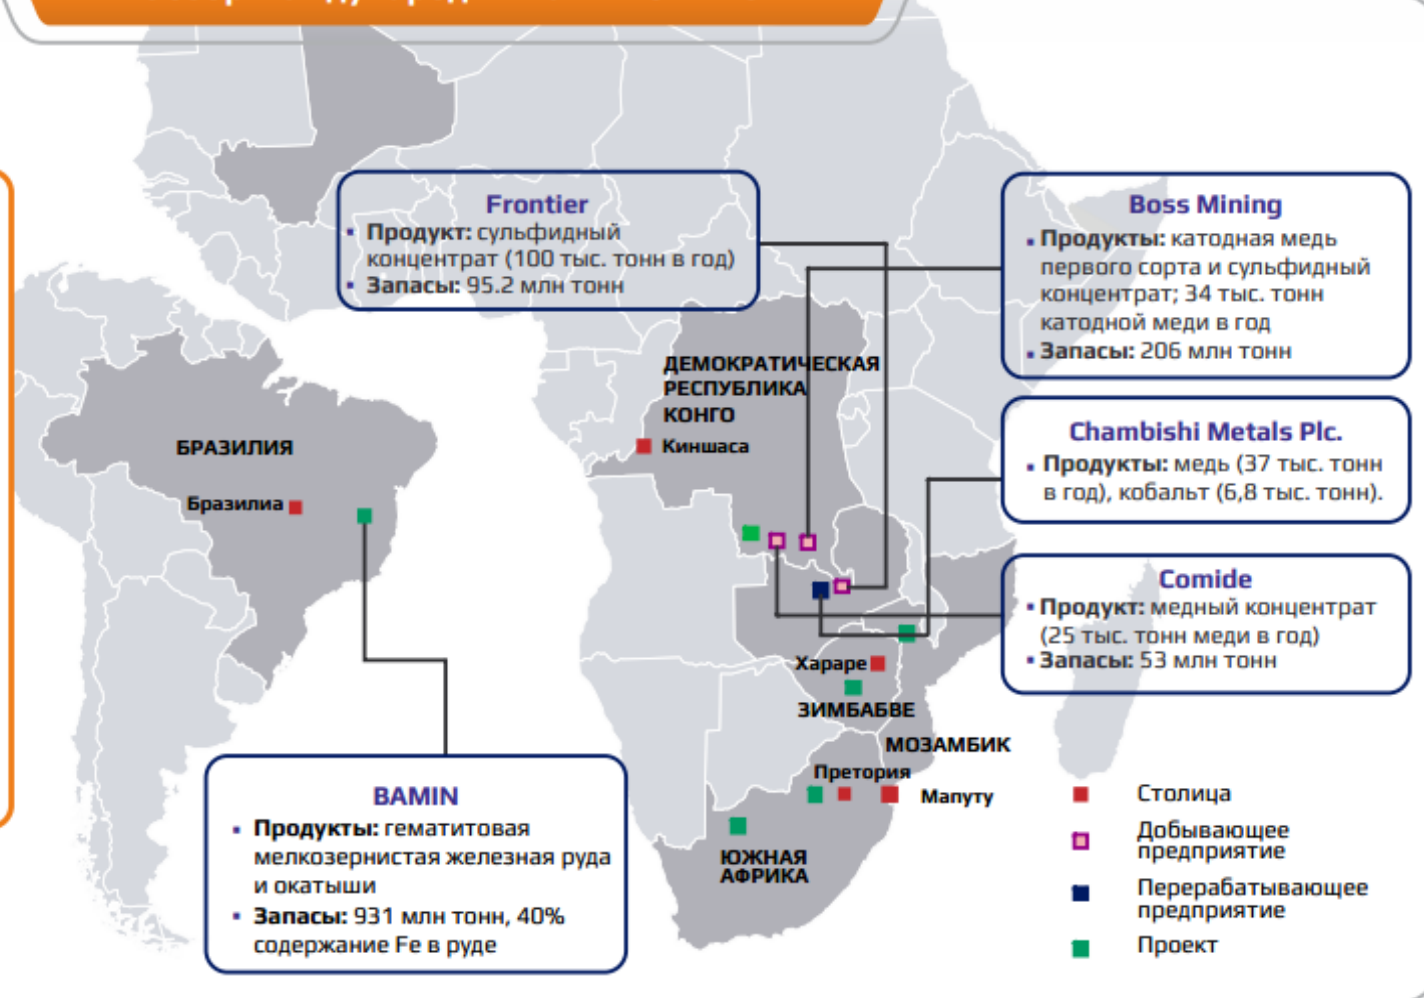 Frontier
▪ Продукт: сульфидный
концентрат (100 тыс. тонн в год)
▪ Запасы: 95.2 млн тонн
Boss Mining
▪ Продукты: катодная медь
первого сорта и сульфидный
концентрат; 34 тыс. тонн
катодной меди в год
▪ Запасы: 206 млн тонн
ДЕМОКРАТИЧЕСКАЯ
РЕСПУБЛИКА
КОНГО
Киншаса
Chambishi Metals Plc.
▪ Продукты: медь (37 тыс. тонн
в год), кобальт (6,8 тыс. тонн).
БРАЗИЛИЯ
Бразилиа
Comide
▪ Продукт: медный концентрат
(25 тыс. тонн меди в год)
▪ Запасы: 53 млн тонн
Хараре
ЗИМБАБВЕ
МОЗАМБИК
Претория
Мапуту
ЮЖНАЯ
АФРИКА
BAMIN
▪ Продукты: гематитовая
мелкозернистая железная руда
и окатыши
▪ Запасы: 931 млн тонн, 40%
содержание Fe в руде
Столица
Добывающее
предприятие
Перерабатывающее
предприятие
Проект